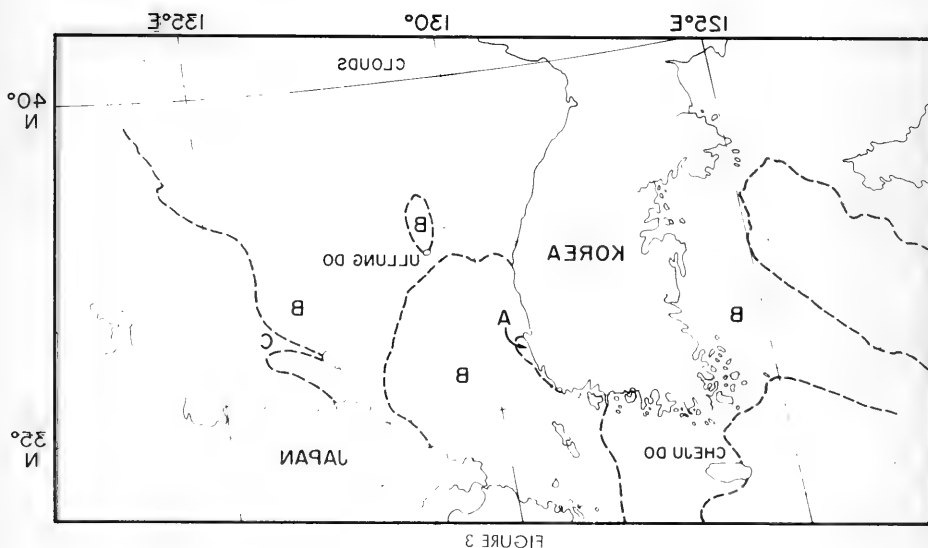 135°E 130° 125°E
CLOUDS
40°
N
B
ULLUNG DO
KOREA
A
B
B
C
B
35°
N
JAPAN
CHEJU DO
FIGURE 3